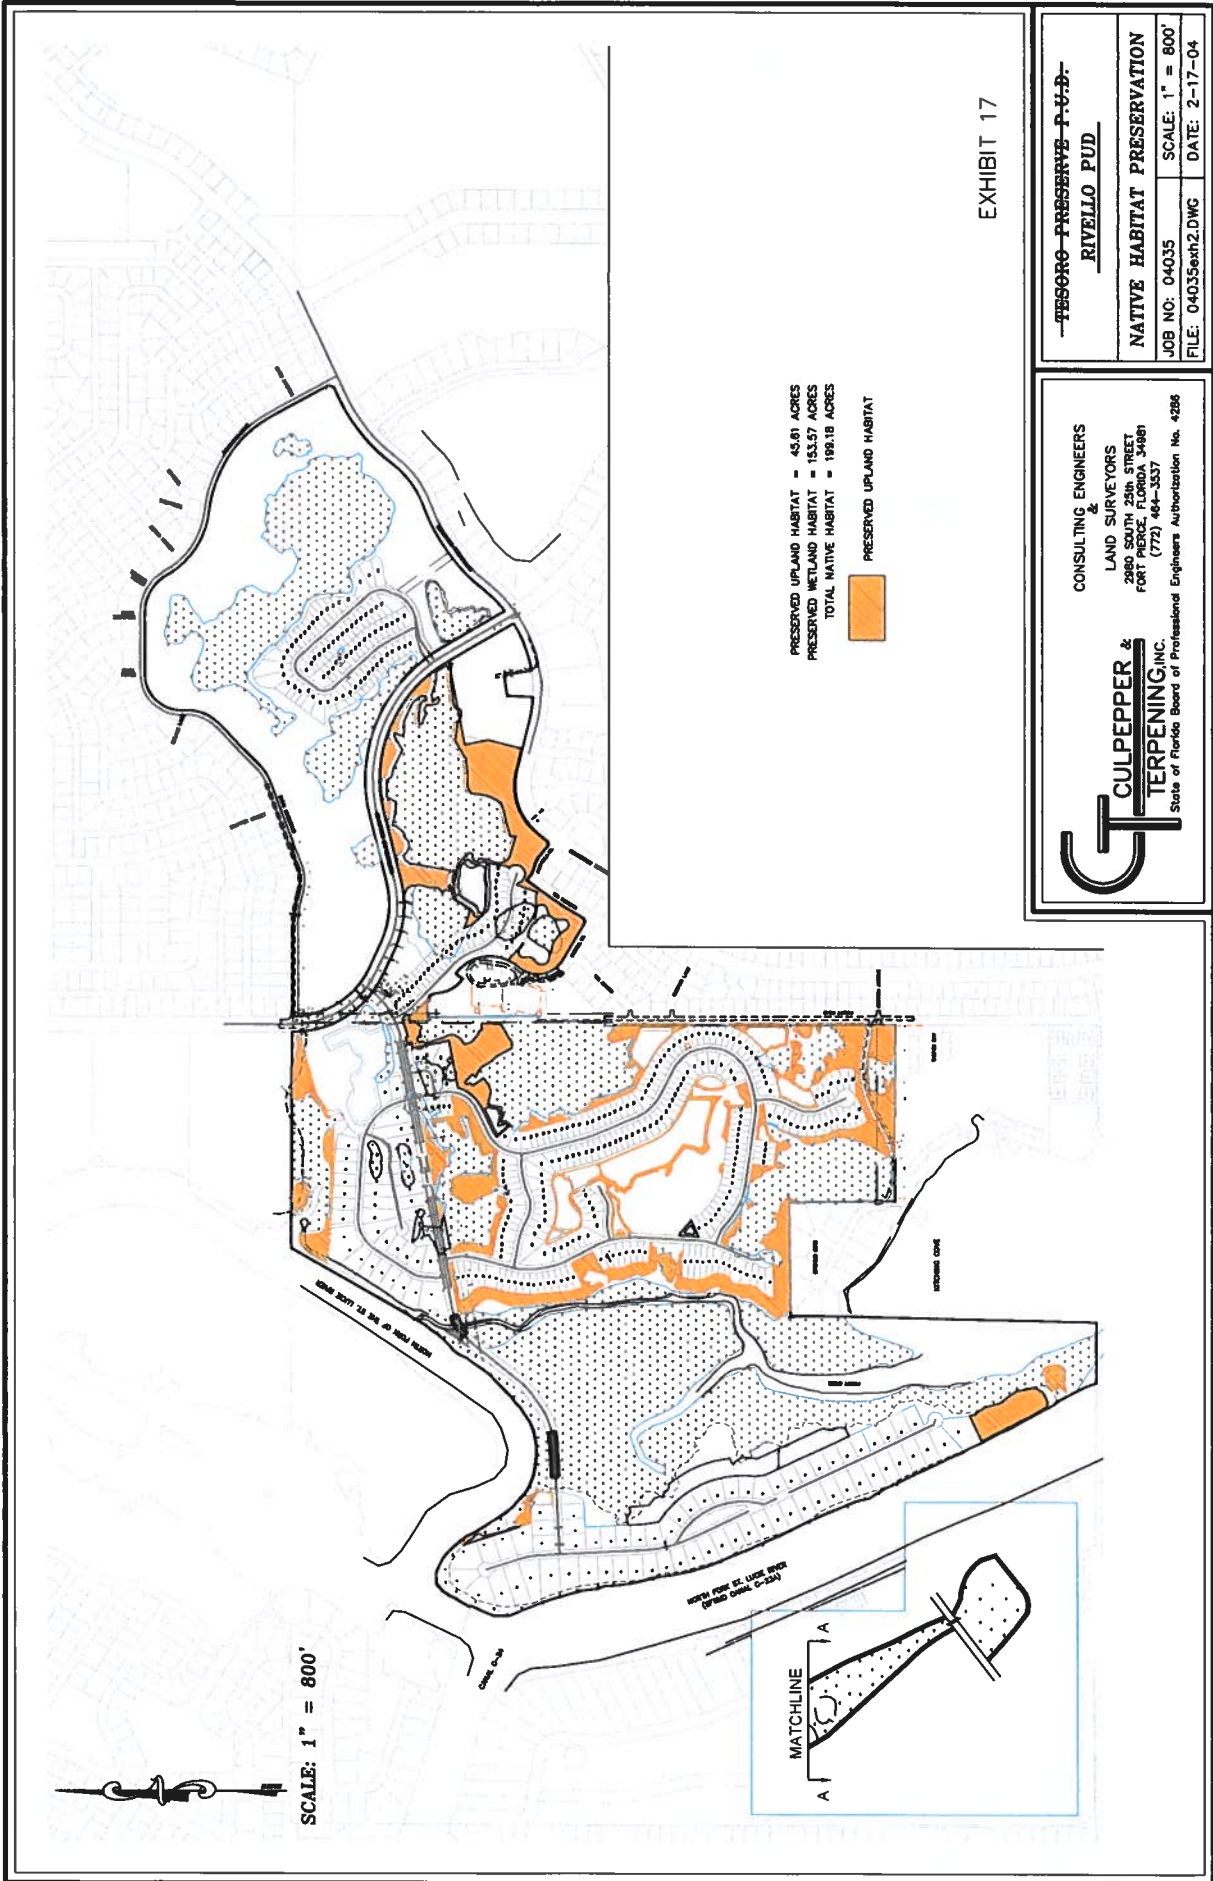 SCALE: 1" = 800'
CANAL C-24
NORTH FORK OF THE ST. LUCIE RIVER
NORTH FORK ST. LUCIE RIVER
MATCHLINE
A
A
KITCHING COVE
PRESERVED UPLAND HABITAT = 45.61 ACRES
PRESERVED WETLAND HABITAT = 153.57 ACRES
TOTAL NATIVE HABITAT = 199.18 ACRES
PRESERVED UPLAND HABITAT
EXHIBIT 17
CULPEPPER &
TERPENING,INC.
CONSULTING ENGINEERS
&
LAND SURVEYORS
2980 SOUTH 25th STREET
FORT PIERCE, FLORIDA 34981
(772) 464-3537
State of Florida Board of Professional Engineers Authorization No. 4286
TESORO PRESERVE P.U.D.
RIVELLO PUD
NATIVE HABITAT PRESERVATION
JOB NO: 04035
SCALE: 1" = 800'
FILE: 04035exh2.DWG
DATE: 2-17-04